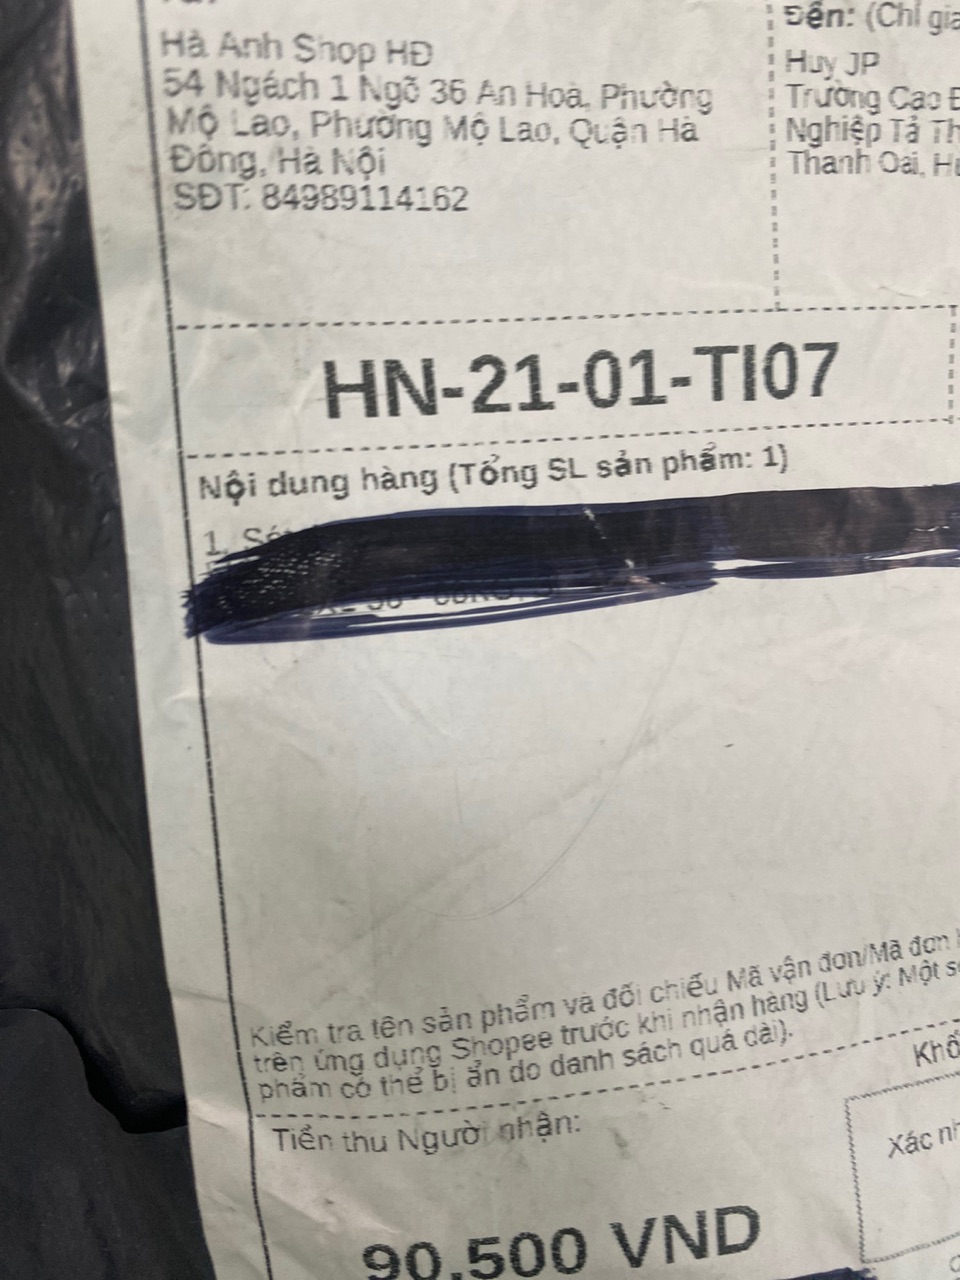 Hà Anh Shop HĐ
54 Ngách 1 Ngõ 36 An Hoà, Phường
Mộ Lao, Phường Mộ Lao, Quận Hà
Đông, Hà Nội
SĐT: 84989114162
Đến: (Chỉ
Huy JP
Trường Cao
Nghiệp Tả
Thanh Oai,
HN-21-01-TI07
Nội dung hàng (Tổng SL sản phẩm: 1)
1.
Kiểm tra tên sản phẩm và đối chiếu Mã vận đơn/Mã đơn
trên ứng dụng Shopee trước khi nhận hàng (Lưu ý: Một
phẩm có thể bị ẩn do danh sách quá dài).
Tiền thu Người nhận:
90.500 VND
Xác